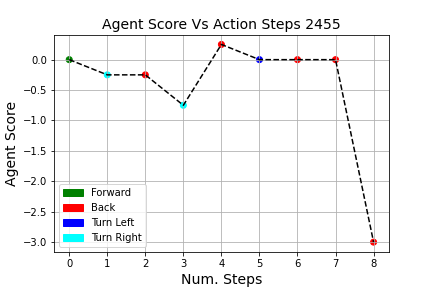 Agent Score Vs Action Steps 2455
Agent Score
0.0
−0.5
−1.0
−1.5
−2.0
−2.5
−3.0
Forward
Back
Turn Left
Turn Right
0 1 2 3 4 5 6 7 8
Num. Steps